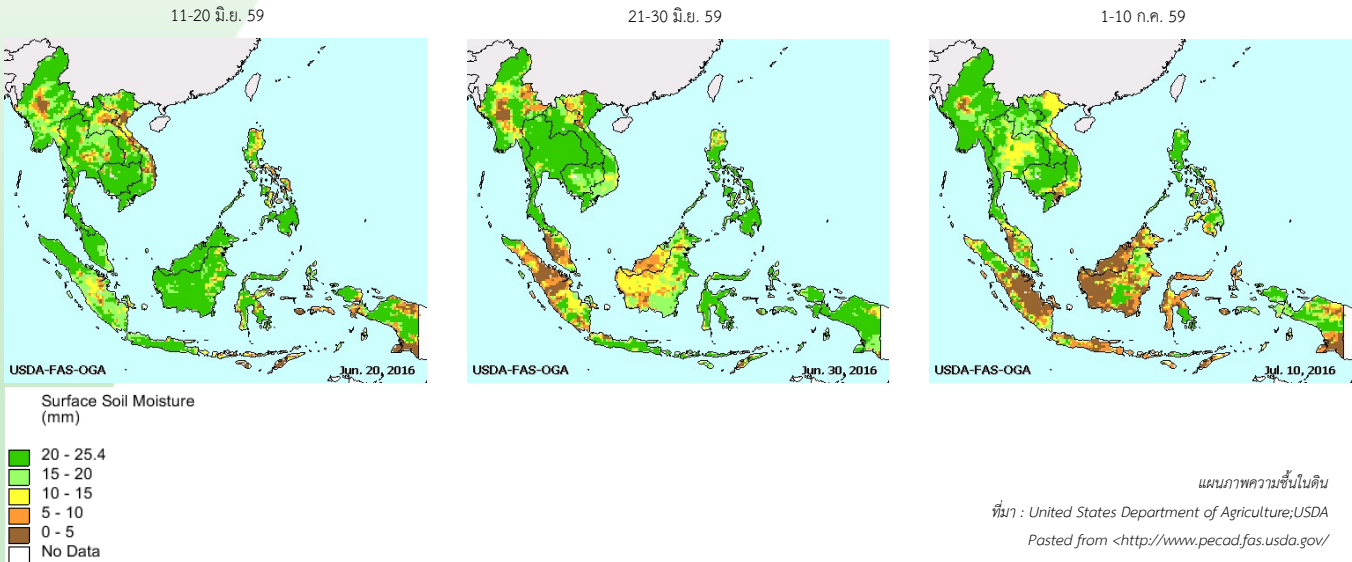 11-20 มิ.ย. 59
21-30 มิ.ย. 59
1-10 ก.ค. 59
USDA-FAS-OGA
Jun. 20, 2016
USDA-FAS-OGA
Jun. 30, 2016
USDA-FAS-OGA
Jul. 10, 2016
Surface Soil Moisture
(mm)
20 - 25.4
15 - 20
10 - 15
5 - 10
0 - 5
No Data
แผนภาพความชื้นในดิน
ที่มา : United States Department of Agriculture;USDA
Pasted from <http://www.pecad.fas.usda.gov/